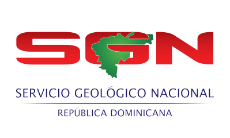 SGN
SERVICIO GEOLÓGICO NACIONAL
REPÚBLICA DOMINICANA